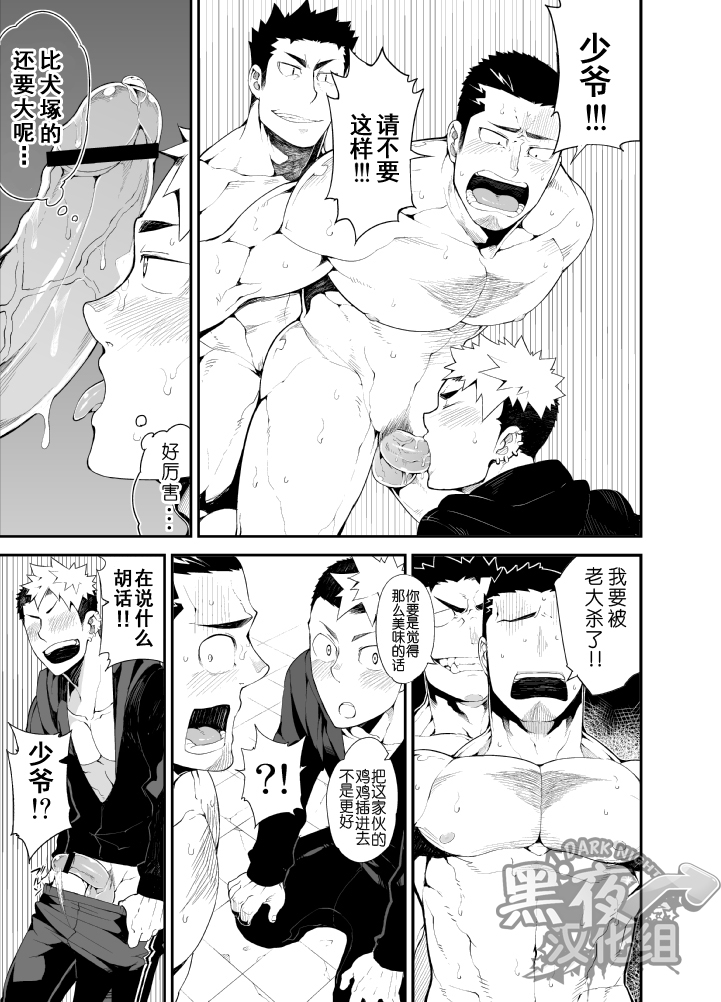 少爷!!!
请不要
这样!!!
比犬塚的
还要大呢…
好厉害…
我要被
老大杀了!!
你要是觉得
那么美味的话
把这家伙的
鸡鸡插进去
不是更好
?!
在说什么
胡话!!
少爷
!?
DARK NIGHT
黑夜
汉化组